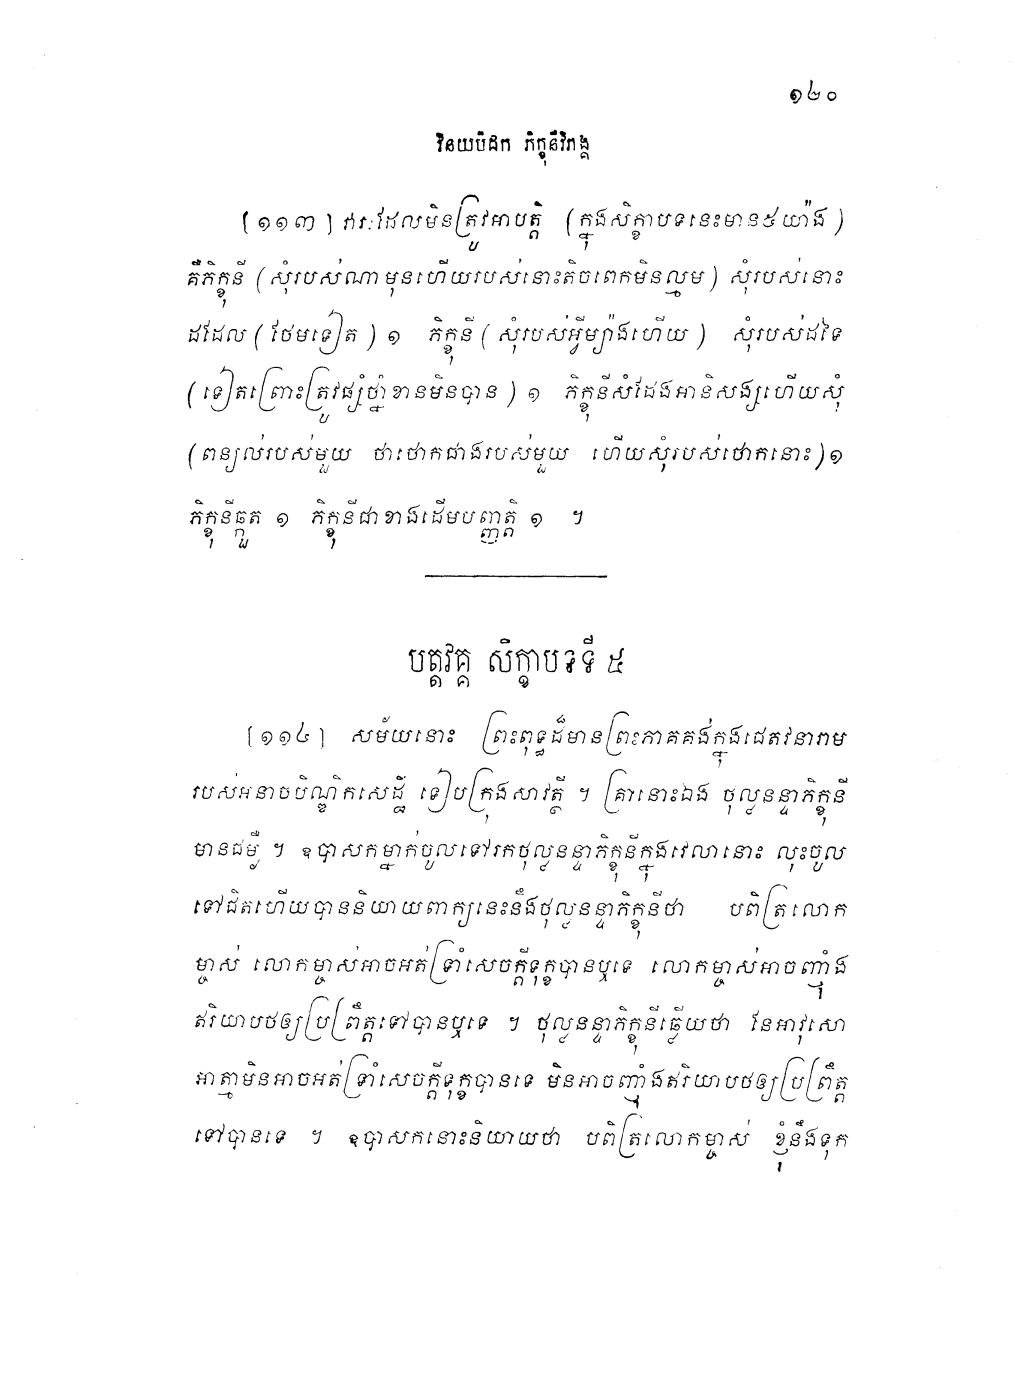 ១២០
វិនយបិដក ភិក្ខុនីវិភង្គ
[១១៣] វារៈដែលមិនត្រូវអាបត្តិ (ក្នុងសិក្ខាបទនេះមាន៥យ៉ាង)
គឺភិក្ខុនី (សុំរបស់ណាមុនហើយរបស់នោះតិចពេកមិនល្មម) សុំរបស់នោះ
ដដែល (ថែមទៀត) ១ ភិក្ខុនី (សុំរបស់អ្វីម្យ៉ាងហើយ) សុំរបស់ដទៃ
(ទៀតព្រោះត្រូវផ្សំថ្នាំខានមិនបាន) ១ ភិក្ខុនីសំដែងអានិសង្សហើយសុំ
(ពន្យល់របស់មួយ ថាថោកជាងរបស់មួយ ហើយសុំរបស់ថោកនោះ) ១
ភិក្ខុនីឆ្កួត ១ ភិក្ខុនីជាខាងដើមបញ្ញត្តិ ១ ។
បត្តវគ្គ សិក្ខាបទទី ៥
[១១៤] សម័យនោះ ព្រះពុទ្ធដ៏មានព្រះភាគគង់ក្នុងជេតវនារាម
របស់អនាថបិណ្ឌិកសេដ្ឋី ទៀបក្រុងសាវត្ថី ។ គ្រានោះឯង ថុល្លនន្ទាភិក្ខុនី
មានជម្ងឺ ។ ឧបាសកម្នាក់ចូលទៅរកថុល្លនន្ទាភិក្ខុនីក្នុងវេលានោះ លុះចូល
ទៅជិតហើយបាននិយាយពាក្យនេះនឹងថុល្លនន្ទាភិក្ខុនីថា បពិត្រលោក
ម្ចាស់ លោកម្ចាស់អាចអត់ទ្រាំសេចក្តីទុក្ខបានឬទេ លោកម្ចាស់អាចញុំាង
ឥរិយាបថឲ្យប្រព្រឹត្តទៅបានឬទេ ។ ថុល្លនន្ទាភិក្ខុនីឆ្លើយថា នែអាវុសោ
អាត្មាមិនអាចអត់ទ្រាំសេចក្តីទុក្ខបានទេ មិនអាចញុំាងឥរិយាបថឲ្យប្រព្រឹត្ត
ទៅបានទេ ។ ឧបាសកនោះនិយាយថា បពិត្រលោកម្ចាស់ ខ្ញុំនឹងទុក